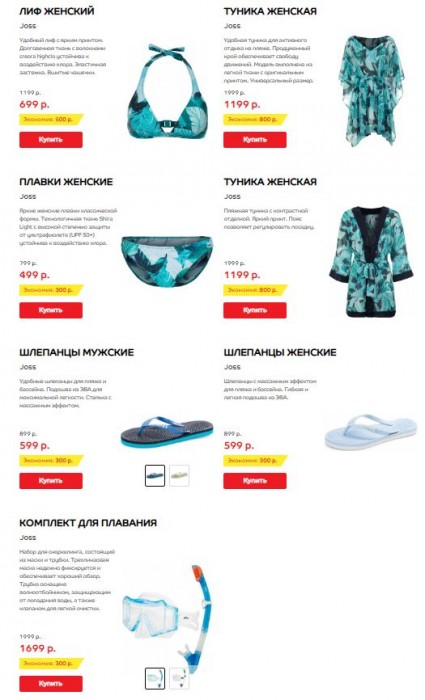 ЛИФ ЖЕНСКИЙ
Joss
Удобный лиф с ярким принтом.
Долговечная ткань с волокнами
creora highclo устойчива к
воздействию хлора. Эластичная
застежка. Вшитые чашечки.
1199 р.
699 р.
Экономия: 500 р.
Купить
ТУНИКА ЖЕНСКАЯ
Joss
Удобная туника для активного
отдыха на пляже. Продуманный
крой обеспечивает свободу
движений. Модель выполнена из
легкой ткани с оригинальным
принтом. Универсальный размер.
1999 р.
1199 р.
Экономия: 800 р.
Купить
ПЛАВКИ ЖЕНСКИЕ
Joss
Яркие женские плавки классической
формы. Технологичная ткань Shira
Light с высокой степенью защиты
от ультрафиолета (UPF 50+)
устойчива к воздействию хлора.
799 р.
499 р.
Экономия: 300 р.
Купить
ТУНИКА ЖЕНСКАЯ
Joss
Пляжная туника с контрастной
отделкой. Яркий принт. Пояс
позволяет регулировать посадку.
1999 р.
1199 р.
Экономия: 800 р.
Купить
ШЛЕПАНЦЫ МУЖСКИЕ
Joss
Удобные шлепанцы для пляжа и
бассейна. Подошва из ЭВА для
максимальной легкости. Стелька с
массажным эффектом.
899 р.
599 р.
Экономия: 300 р.
Купить
ШЛЕПАНЦЫ ЖЕНСКИЕ
Joss
Шлепанцы с массажным эффектом
для пляжа и бассейна. Гибкая и
легкая подошва из ЭВА.
899 р.
599 р.
Экономия: 300 р.
Купить
КОМПЛЕКТ ДЛЯ ПЛАВАНИЯ
Joss
Набор для снорклинга, состоящий
из маски и трубки. Трехлинзовая
маска надежно фиксируется и
обеспечивает хороший обзор.
Трубка оснащена
волноотбойником, защищающим
от попадания воды, а также
клапаном для легкой очистки.
1999 р.
1699 р.
Экономия: 300 р.
Купить